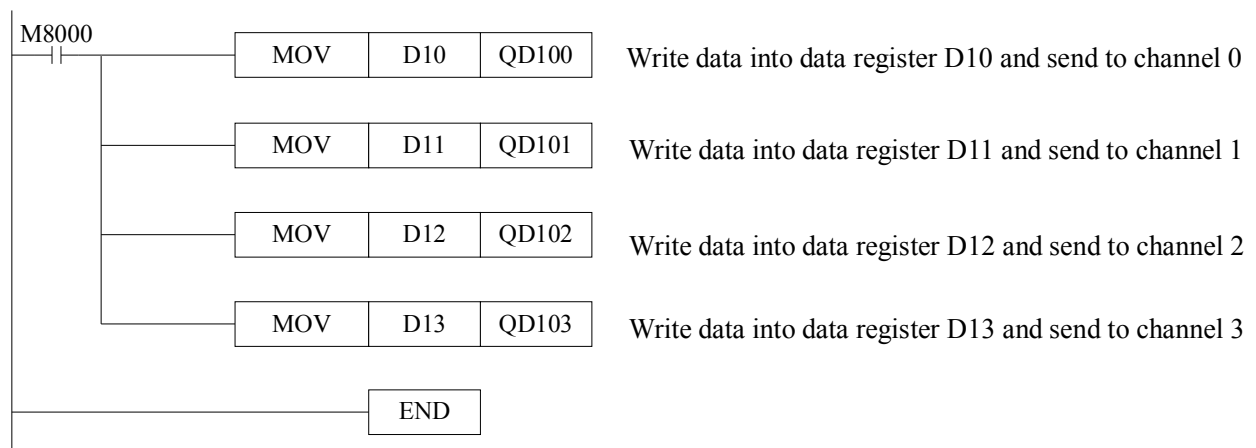 M8000
MOV D10 QD100 Write data into data register D10 and send to channel 0
MOV D11 QD101 Write data into data register D11 and send to channel 1
MOV D12 QD102 Write data into data register D12 and send to channel 2
MOV D13 QD103 Write data into data register D13 and send to channel 3
END